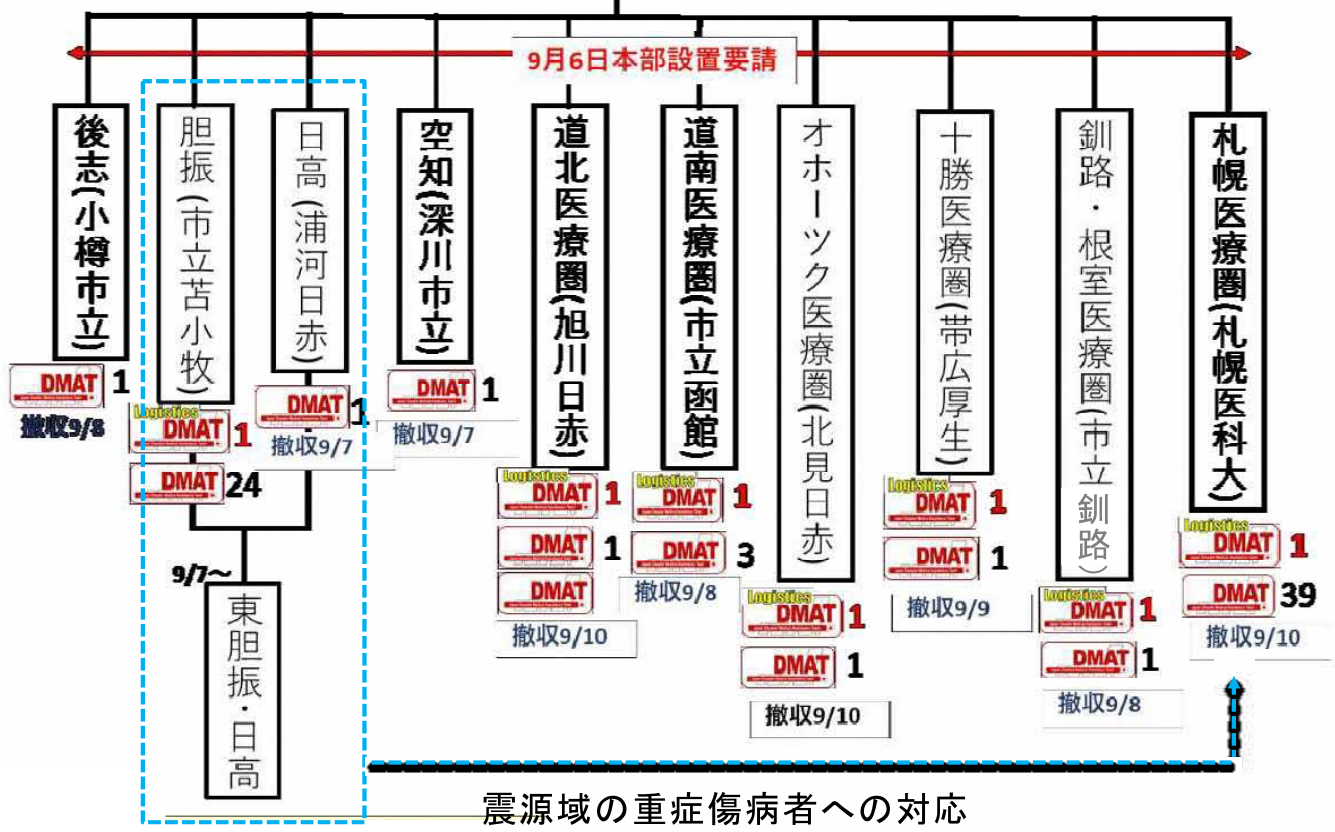 9月6日本部設置要請
後志(小樽市立)
DMAT 1
撤収9/8
胆振(市立苫小牧)
Logistics
DMAT 1
DMAT 24
日高(浦河日赤)
DMAT 1
撤収9/7
9/7~
東胆振・日高
空知(深川市立)
DMAT 1
撤収9/7
道北医療圏(旭川日赤)
Logistics
DMAT 1
DMAT 1
DMAT
撤収9/10
道南医療圏(市立函館)
Logistics
DMAT 1
DMAT 3
撤収9/8
オホーツク医療圏(北見日赤)
Logistics
DMAT 1
DMAT 1
撤収9/10
十勝医療圏(帯広厚生)
Logistics
DMAT 1
DMAT 1
撤収9/9
釧路・根室医療圏(市立釧路)
Logistics
DMAT 1
DMAT 1
撤収9/8
札幌医療圏(札幌医科大)
Logistics
DMAT 1
DMAT 39
撤収9/10
震源域の重症傷病者への対応